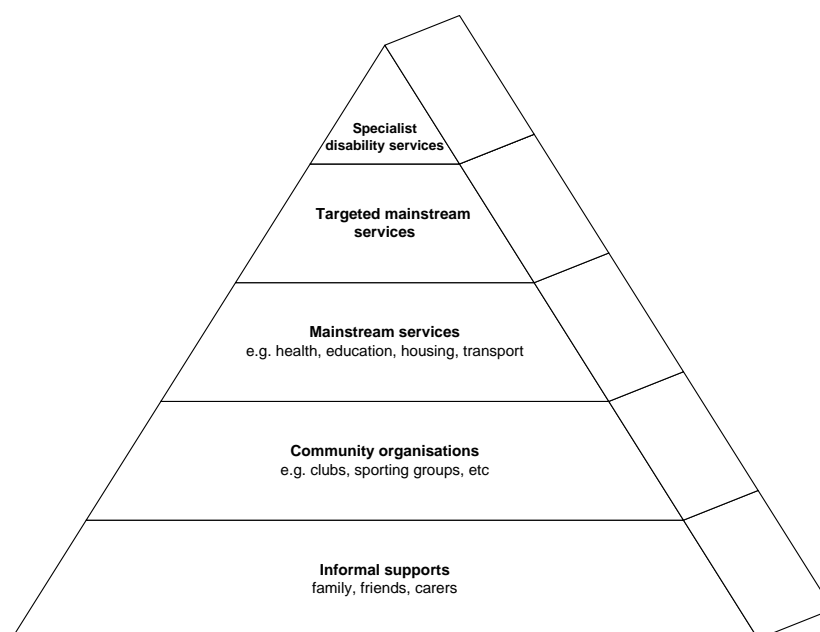 Specialist
disability services
Targeted mainstream
services
Mainstream services
e.g. health, education, housing, transport
Community organisations
e.g. clubs, sporting groups, etc
Informal supports
family, friends, carers